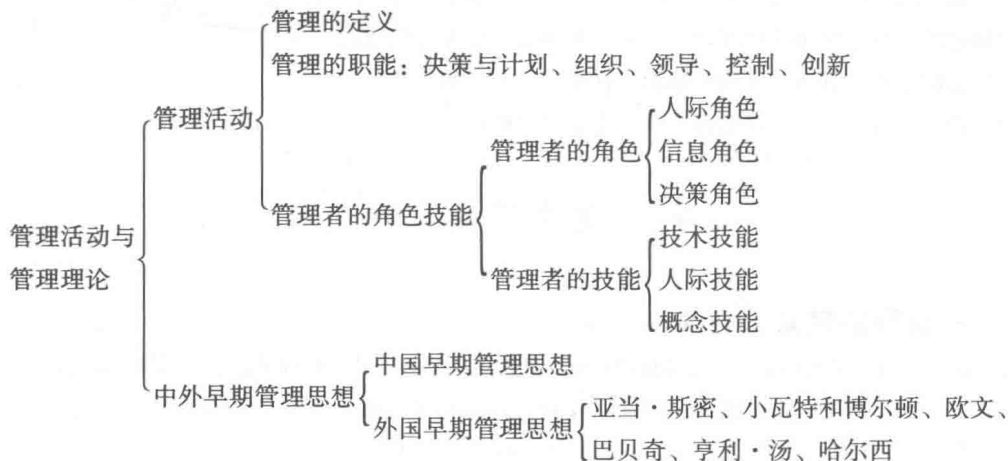 管理的定义
管理的职能：决策与计划、组织、领导、控制、创新
管理活动
人际角色
管理者的角色
信息角色
决策角色
管理者的角色技能
管理活动与
管理理论
技术技能
管理者的技能
人际技能
概念技能
中国早期管理思想
中外早期管理思想
外国早期管理思想
亚当·斯密、小瓦特和博尔顿、欧文、
巴贝奇、亨利·汤、哈尔西